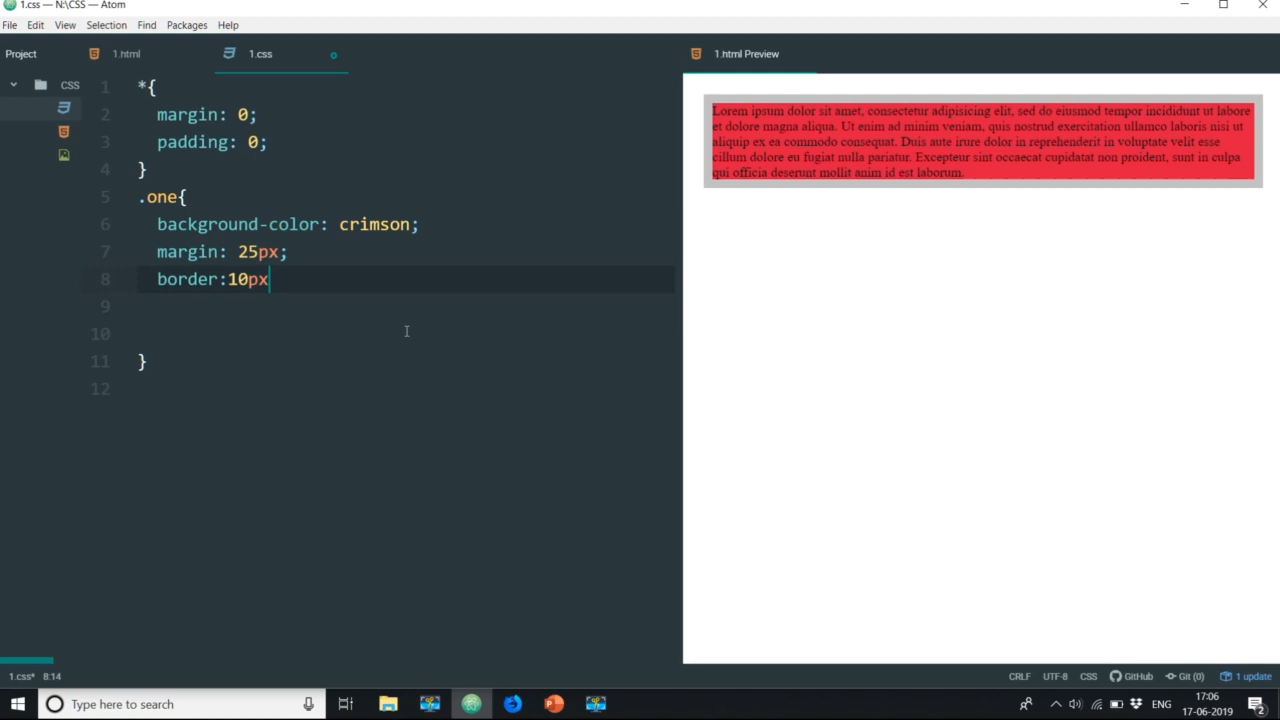 1.css — N:\CSS — Atom
File Edit View Selection Find Packages Help
Project
1.html
1.css
1.html Preview
CSS
1 *{
2 margin: 0;
3 padding: 0;
4 }
5 .one{
6 background-color: crimson;
7 margin: 25px;
8 border:10px
9
10
11 }
12
Lorem ipsum dolor sit amet, consectetur adipisicing elit, sed do eiusmod tempor incididunt ut labore
et dolore magna aliqua. Ut enim ad minim veniam, quis nostrud exercitation ullamco laboris nisi ut
aliquip ex ea commodo consequat. Duis aute irure dolor in reprehenderit in voluptate velit esse
cillum dolore eu fugiat nulla pariatur. Excepteur sint occaecat cupidatat non proident, sunt in culpa
qui officia deserunt mollit anim id est laborum.
1.css* 8:14
CRLF UTF-8 CSS GitHub Git (0) 1 update
Type here to search
ENG
17:06
17-06-2019
2